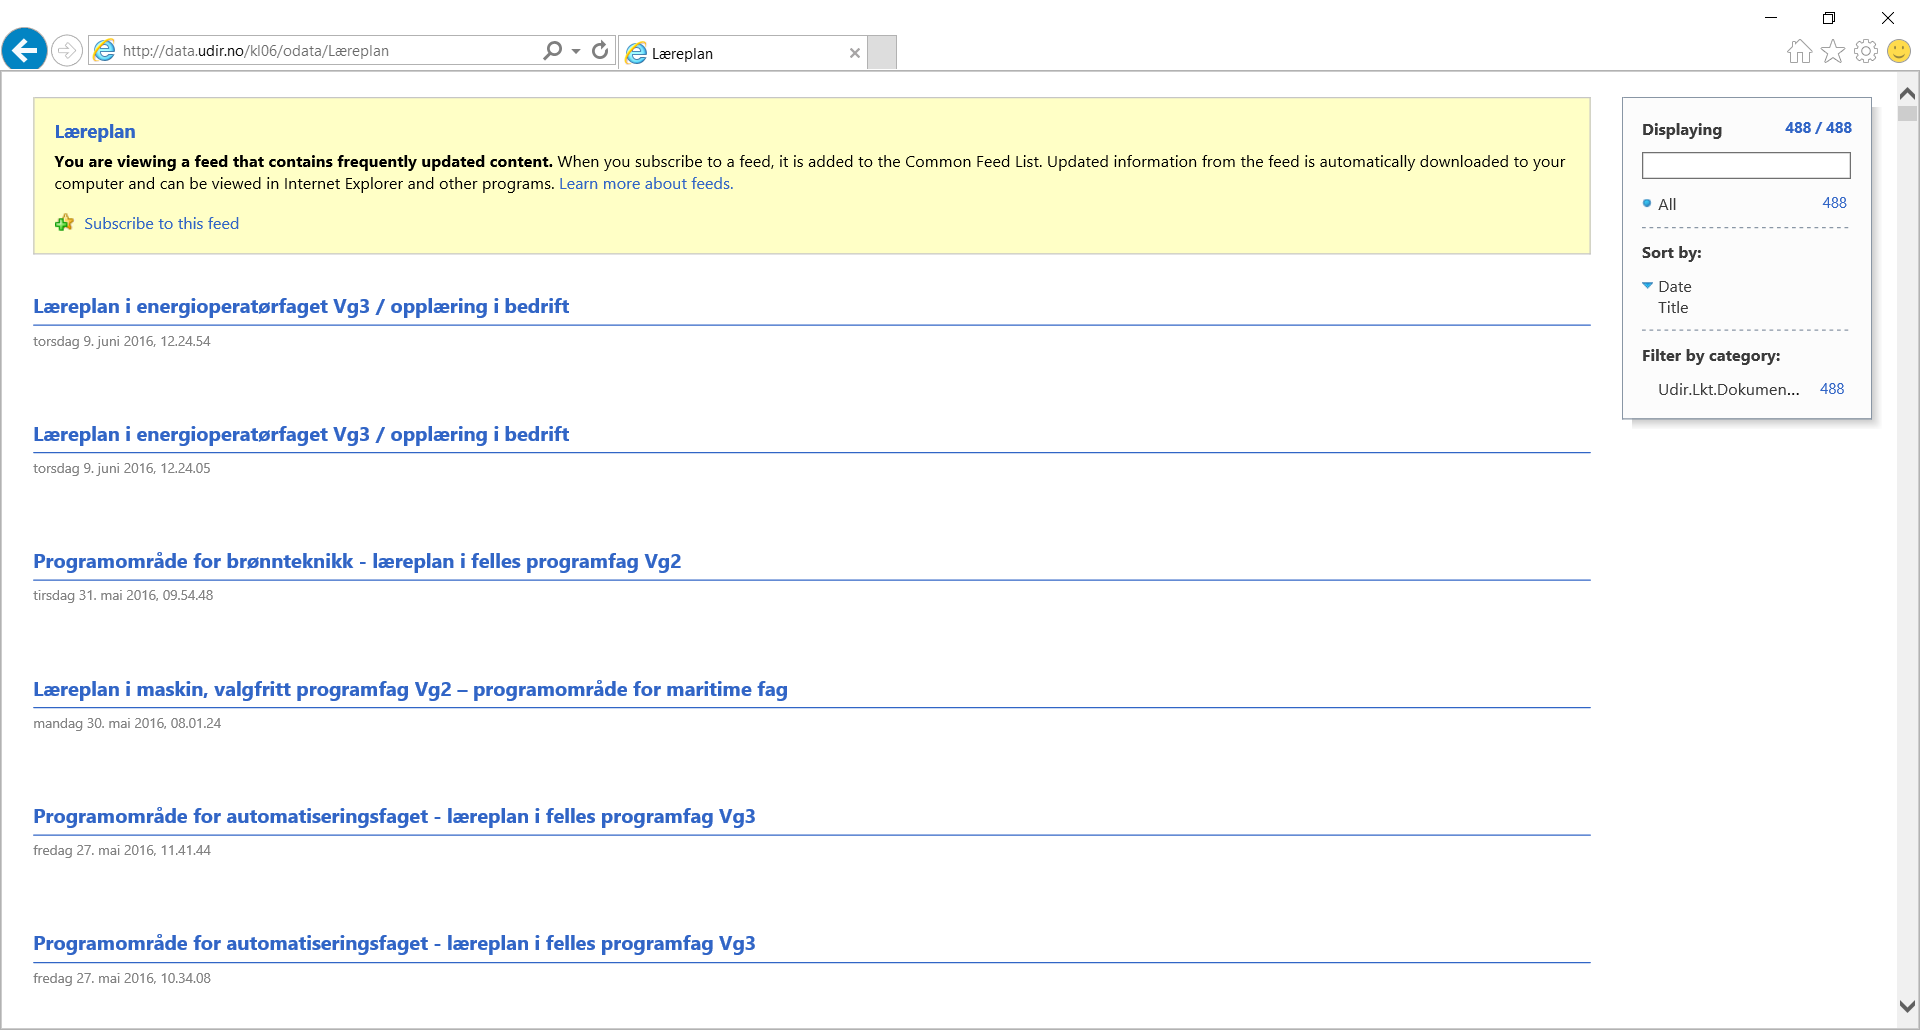 http://data.udir.no/kl06/odata/Læreplan
Læreplan
Læreplan
You are viewing a feed that contains frequently updated content. When you subscribe to a feed, it is added to the Common Feed List. Updated information from the feed is automatically downloaded to your
computer and can be viewed in Internet Explorer and other programs. Learn more about feeds.
Subscribe to this feed
Læreplan i energioperatørfaget Vg3 / opplæring i bedrift
torsdag 9. juni 2016, 12.24.54
Læreplan i energioperatørfaget Vg3 / opplæring i bedrift
torsdag 9. juni 2016, 12.24.05
Programområde for brønnteknikk - læreplan i felles programfag Vg2
tirsdag 31. mai 2016, 09.54.48
Læreplan i maskin, valgfritt programfag Vg2 – programområde for maritime fag
mandag 30. mai 2016, 08.01.24
Programområde for automatiseringsfaget - læreplan i felles programfag Vg3
fredag 27. mai 2016, 11.41.44
Programområde for automatiseringsfaget - læreplan i felles programfag Vg3
fredag 27. mai 2016, 10.34.08
Displaying 488 / 488
All 488
Sort by:
Date
Title
Filter by category:
Udir.Lkt.Dokumen... 488